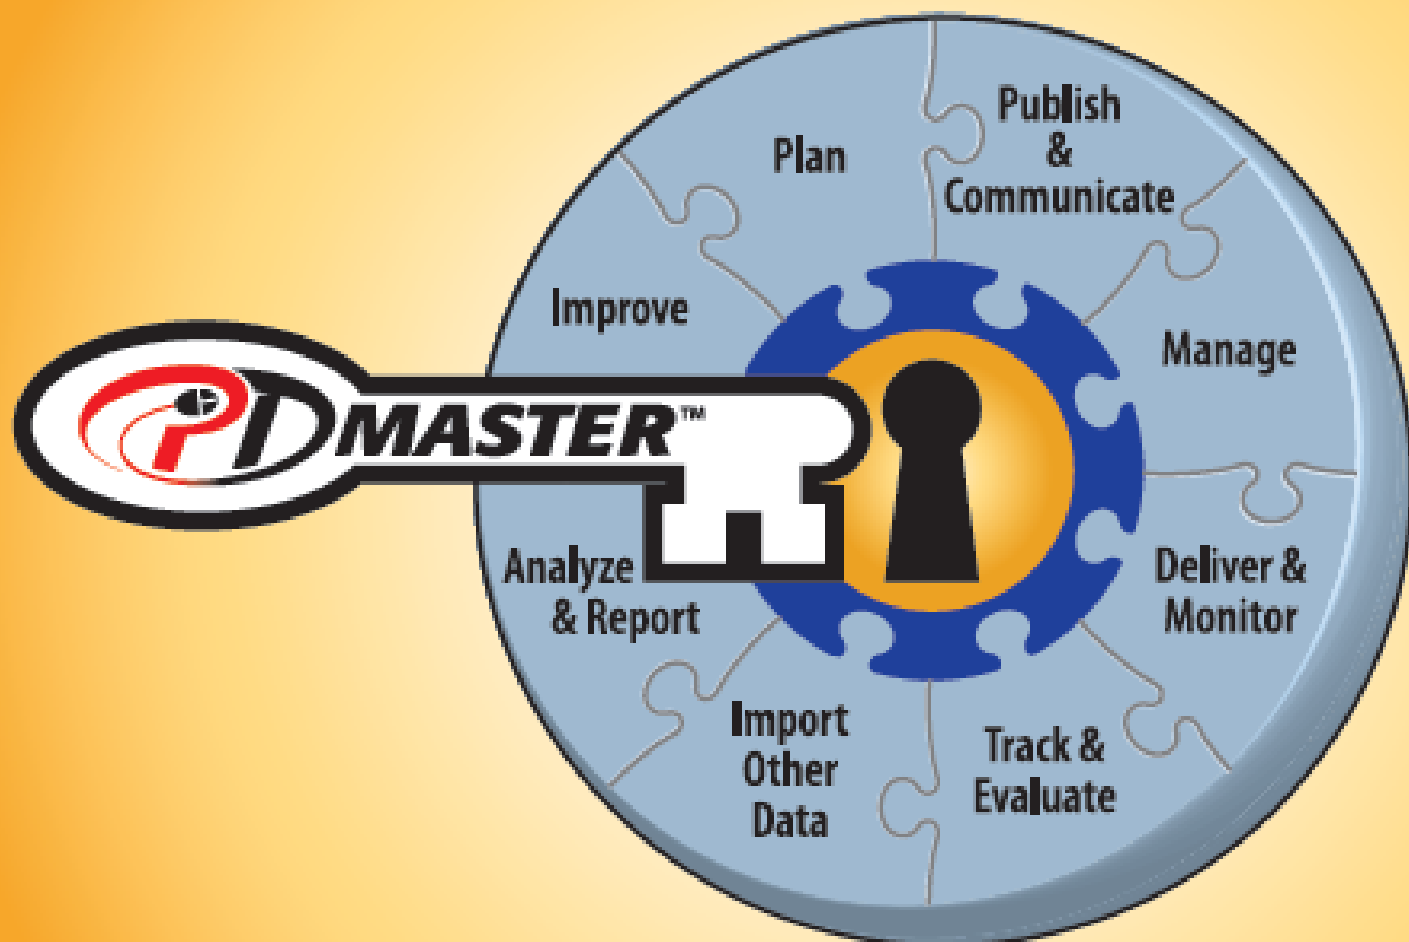 Plan
Publish
&
Communicate
Manage
Deliver &
Monitor
Track &
Evaluate
Import
Other
Data
Analyze
& Report
Improve
PD MASTER™